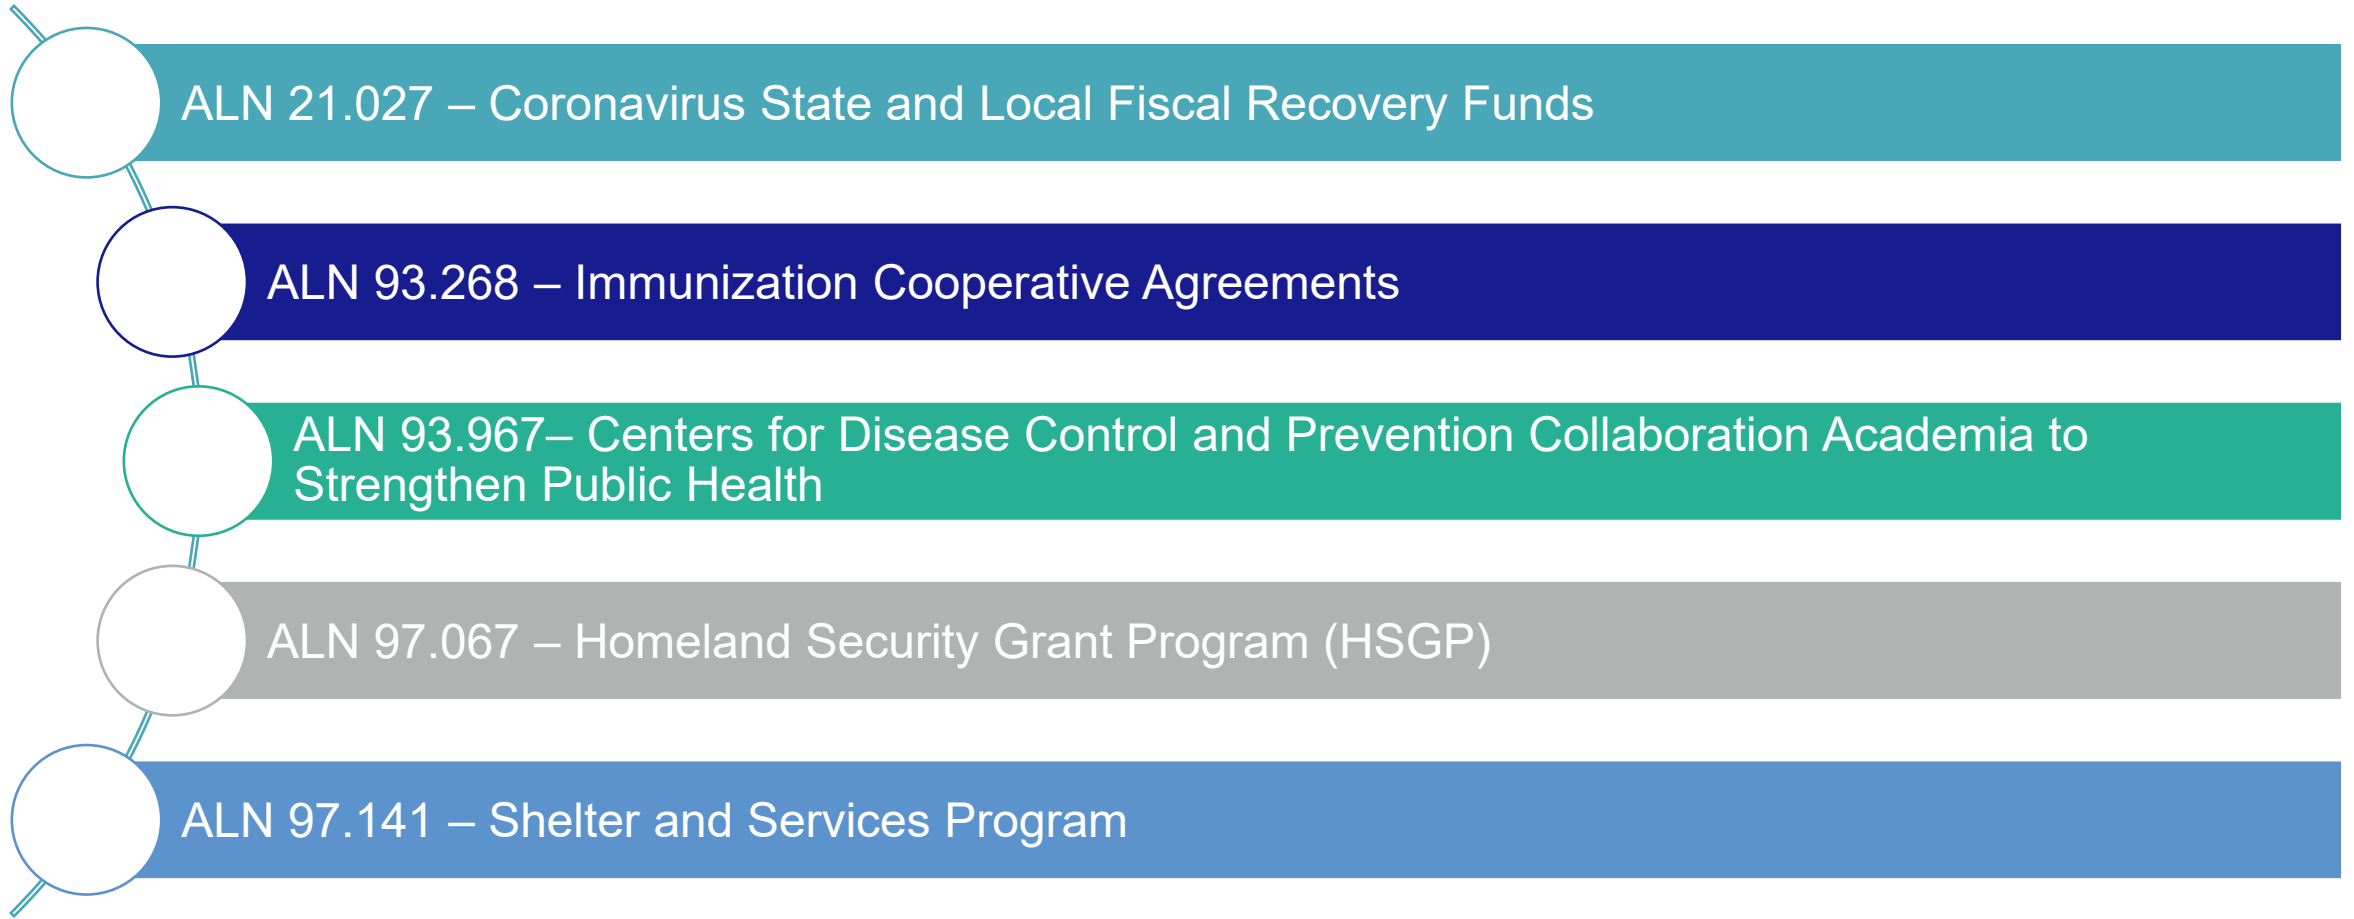 ALN 21.027 – Coronavirus State and Local Fiscal Recovery Funds
ALN 93.268 – Immunization Cooperative Agreements
ALN 93.967– Centers for Disease Control and Prevention Collaboration Academia to
Strengthen Public Health
ALN 97.067 – Homeland Security Grant Program (HSGP)
ALN 97.141 – Shelter and Services Program